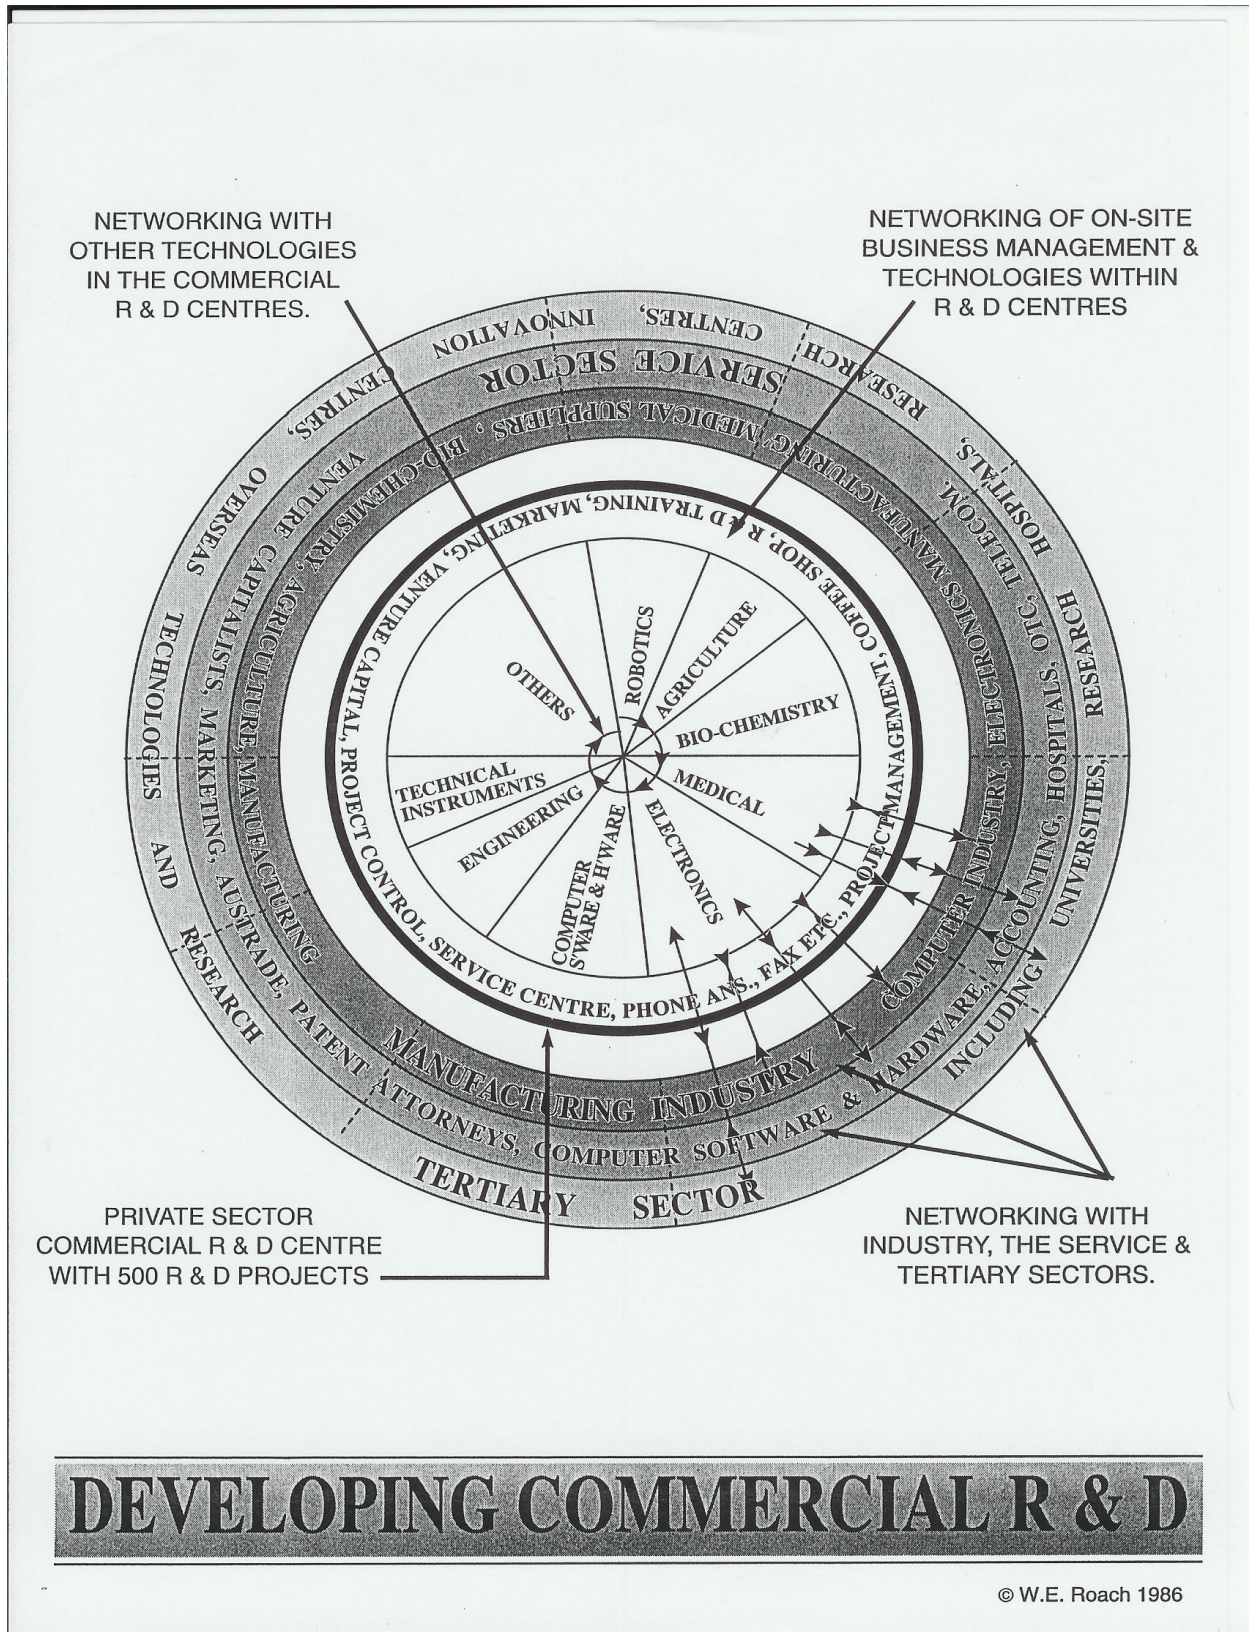 NETWORKING WITH
OTHER TECHNOLOGIES
IN THE COMMERCIAL
R & D CENTRES.
NETWORKING OF ON-SITE
BUSINESS MANAGEMENT &
TECHNOLOGIES WITHIN
R & D CENTRES
TERTIARY SECTOR INCLUDING UNIVERSITIES, RESEARCH HOSPITALS, RESEARCH CENTRES, INNOVATION CENTRES, OVERSEAS TECHNOLOGIES AND RESEARCH
SERVICE SECTOR
VENTURE CAPITALISTS, MARKETING, AUSTRADE, PATENT ATTORNEYS, COMPUTER SOFTWARE & HARDWARE, ACCOUNTING, HOSPITALS, OTC, TELECOM.
MANUFACTURING INDUSTRY
COMPUTER INDUSTRY, ELECTRONICS MANUFACTURING, MEDICAL SUPPLIERS, BIO-CHEMISTRY, AGRICULTURE, MANUFACTURING
VENTURE CAPITAL, PROJECT CONTROL, SERVICE CENTRE, PHONE ANS., FAX ETC., PROJECT MANAGEMENT, COFFEE SHOP, R & D TRAINING, MARKETING,
ROBOTICS
AGRICULTURE
BIO-CHEMISTRY
MEDICAL
ELECTRONICS
COMPUTER
S'WARE & H'WARE
ENGINEERING
TECHNICAL
INSTRUMENTS
OTHERS
PRIVATE SECTOR
COMMERCIAL R & D CENTRE
WITH 500 R & D PROJECTS
NETWORKING WITH
INDUSTRY, THE SERVICE &
TERTIARY SECTORS.
DEVELOPING COMMERCIAL R & D
© W.E. Roach 1986